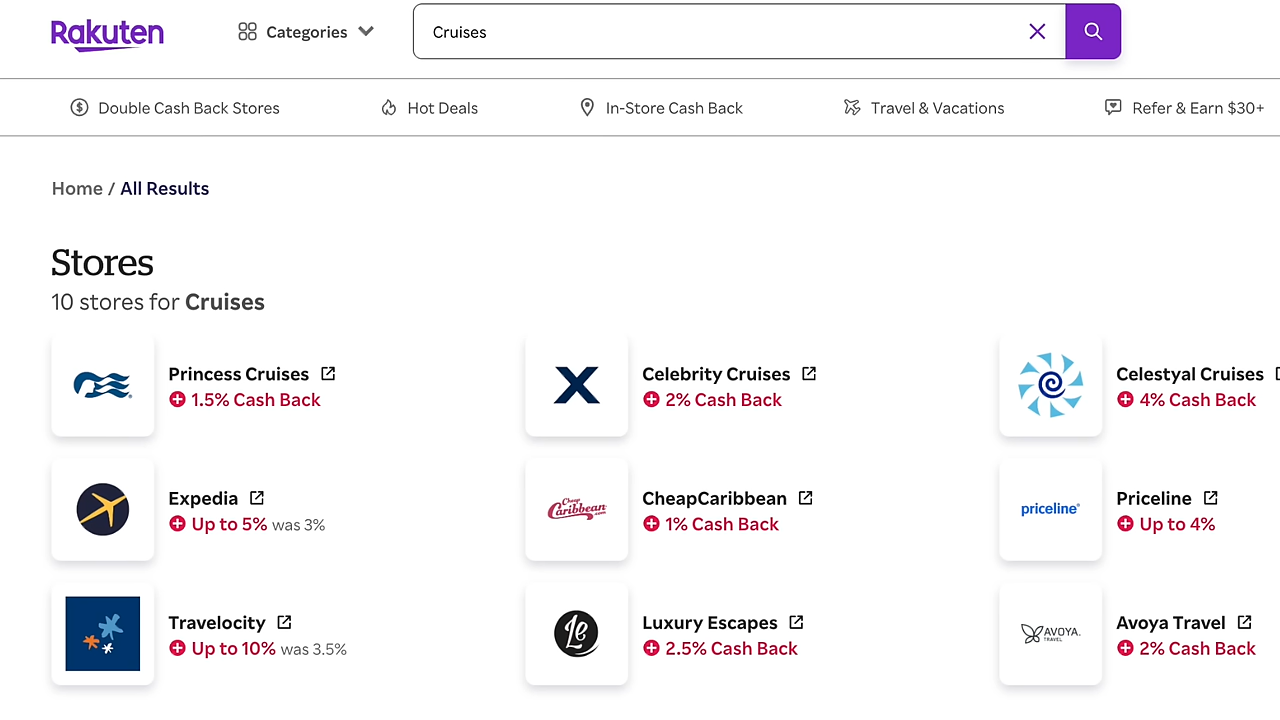 Rakuten
Categories
Cruises
Double Cash Back Stores
Hot Deals
In-Store Cash Back
Travel & Vacations
Refer & Earn $30+
Home / All Results
Stores
10 stores for Cruises
Princess Cruises
1.5% Cash Back
X
Celebrity Cruises
2% Cash Back
Celestyal Cruises
4% Cash Back
Expedia
Up to 5% was 3%
Cheap
Caribbean.com
CheapCaribbean
1% Cash Back
priceline®
Priceline
Up to 4%
Travelocity
Up to 10% was 3.5%
Le
Luxury Escapes
2.5% Cash Back
AVOYA.
TRAVEL
Avoya Travel
2% Cash Back